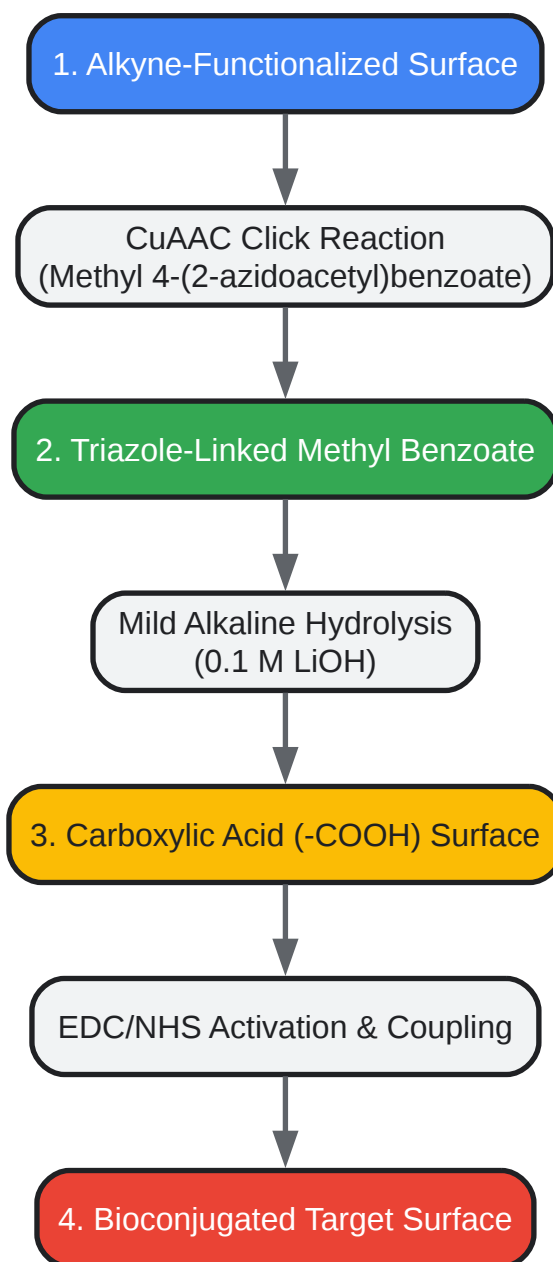 1. Alkyne-Functionalized Surface
CuAAC Click Reaction
(Methyl 4-(2-azidoacetyl)benzoate)
2. Triazole-Linked Methyl Benzoate
Mild Alkaline Hydrolysis
(0.1 M LiOH)
3. Carboxylic Acid (-COOH) Surface
EDC/NHS Activation & Coupling
4. Bioconjugated Target Surface